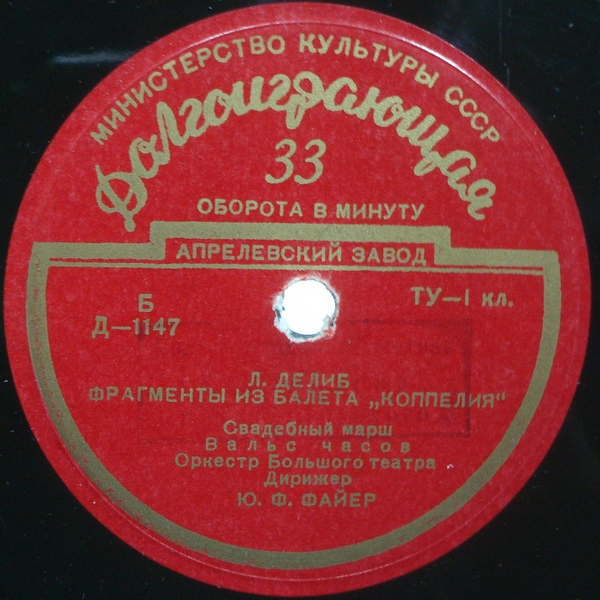 МИНИСТЕРСТВО КУЛЬТУРЫ СССР
Долгоиграющая
33
ОБОРОТА В МИНУТУ
АПРЕЛЕВСКИЙ ЗАВОД
Б
Д—1147
ТУ—1 кл.
Л. ДЕЛИБ
ФРАГМЕНТЫ ИЗ БАЛЕТА „КОППЕЛИЯ"
Свадебный марш
Вальс часов
Оркестр Большого театра
Дирижер
Ю. Ф. ФАЙЕР